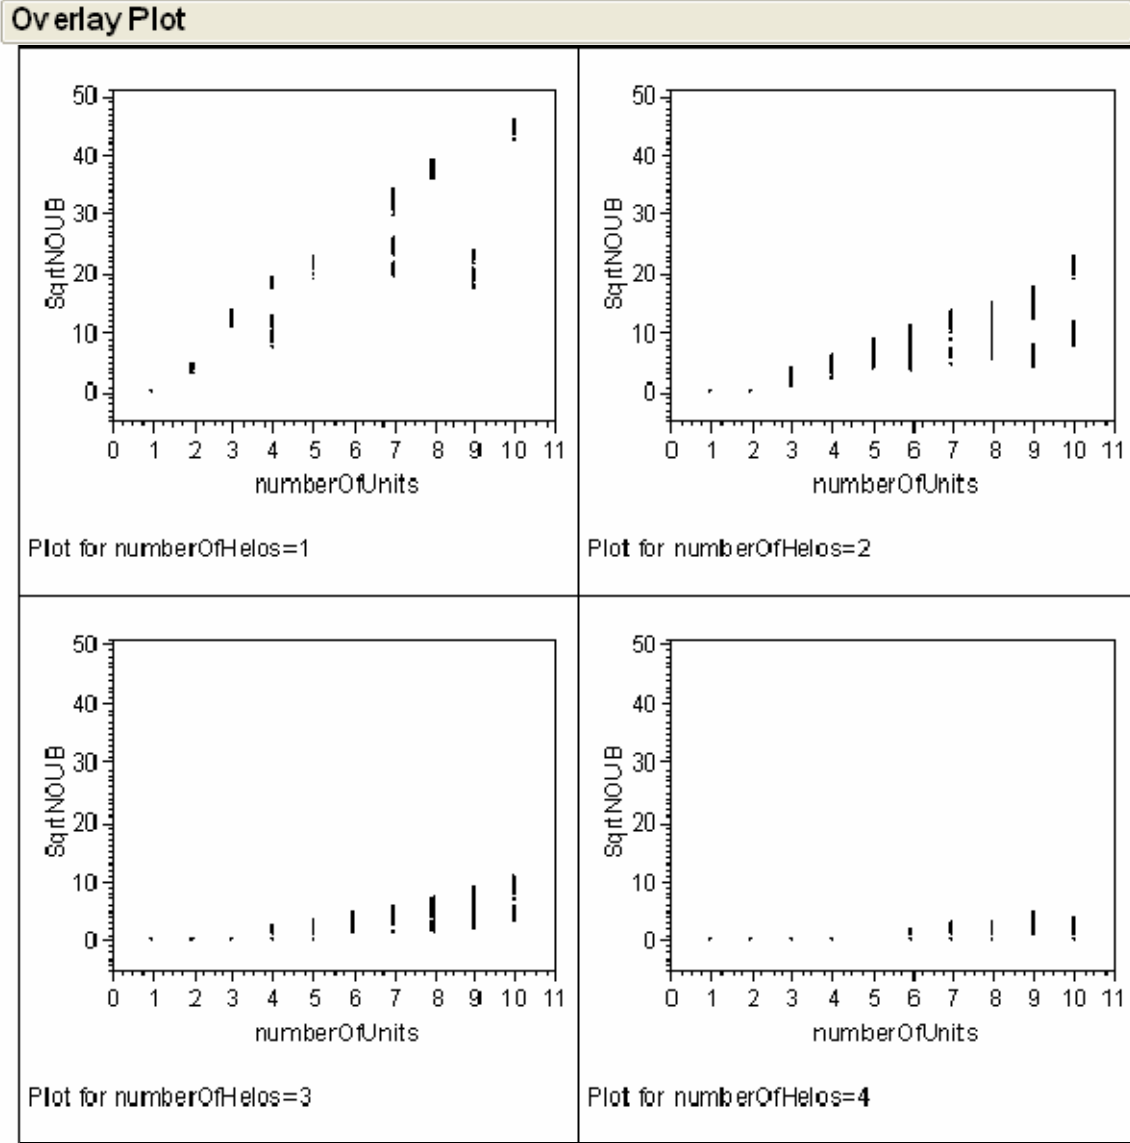 Overlay Plot
50
40
30
20
10
0
SqrtNOUB
0 1 2 3 4 5 6 7 8 9 10 11
numberOfUnits
Plot for numberOfHelos=1
50
40
30
20
10
0
SqrtNOUB
0 1 2 3 4 5 6 7 8 9 10 11
numberOfUnits
Plot for numberOfHelos=2
50
40
30
20
10
0
SqrtNOUB
0 1 2 3 4 5 6 7 8 9 10 11
numberOfUnits
Plot for numberOfHelos=3
50
40
30
20
10
0
SqrtNOUB
0 1 2 3 4 5 6 7 8 9 10 11
numberOfUnits
Plot for numberOfHelos=4